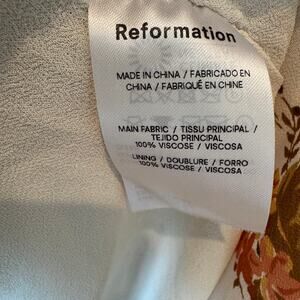 Reformation
MADE IN CHINA / FABRICADO EN
CHINA / FABRIQUÉ EN CHINE
MAIN FABRIC / TISSU PRINCIPAL /
TEJIDO PRINCIPAL
100% VISCOSE / VISCOSA
LINING / DOUBLURE / FORRO
100% VISCOSE / VISCOSA